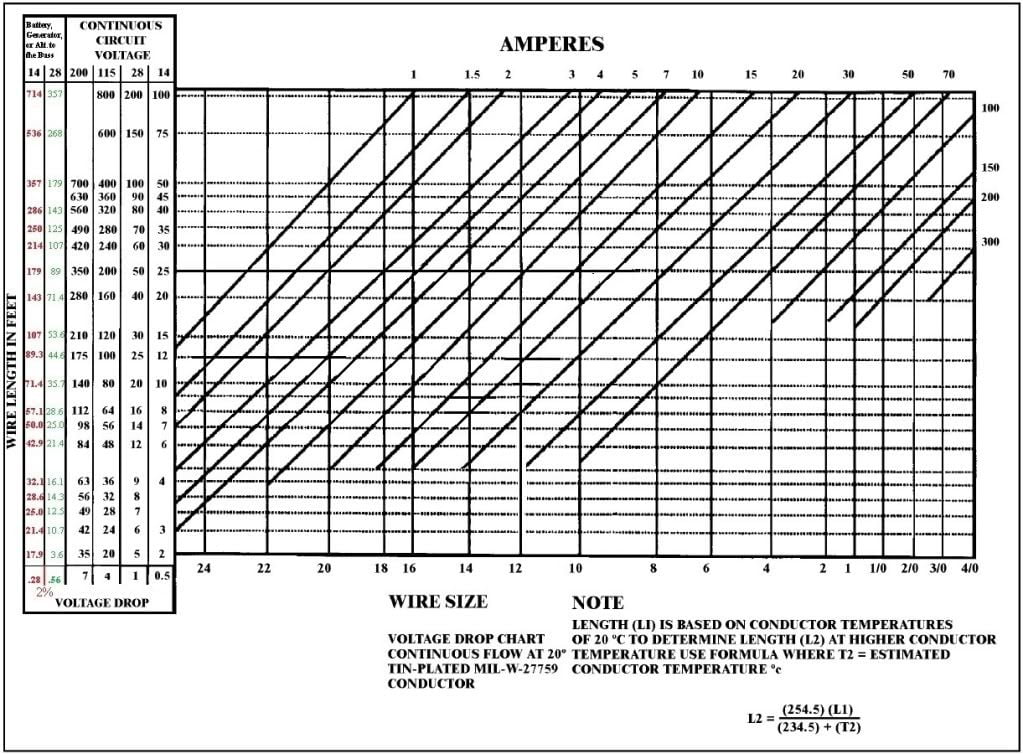 Battery,
Generator,
or Alt. to
the Buss
CONTINUOUS
CIRCUIT
VOLTAGE
14 28 200 115 28 14
AMPERES
1 1.5 2 3 4 5 7 10 15 20 30 50 70
100
150
200
300
WIRE LENGTH IN FEET
714 357 800 200 100
536 268 600 150 75
357 179 700 400 100 50
630 360 90 45
286 143 560 320 80 40
250 125 490 280 70 35
214 107 420 240 60 30
179 89 350 200 50 25
143 71.4 280 160 40 20
107 53.6 210 120 30 15
89.3 44.6 175 100 25 12
71.4 35.7 140 80 20 10
57.1 28.6 112 64 16 8
50.0 25.0 98 56 14 7
42.9 21.4 84 48 12 6
32.1 16.1 63 36 9 4
28.6 14.3 56 32 8
25.0 12.5 49 28 7
21.4 10.7 42 24 6 3
17.9 3.6 35 20 5 2
.28 .56 7 4 1 0.5
2%
VOLTAGE DROP
24 22 20 18 16 14 12 10 8 6 4 2 1 1/0 2/0 3/0 4/0
WIRE SIZE
VOLTAGE DROP CHART
CONTINUOUS FLOW AT 20°
TIN-PLATED MIL-W-27759
CONDUCTOR
NOTE
LENGTH (L1) IS BASED ON CONDUCTOR TEMPERATURES
OF 20 °C TO DETERMINE LENGTH (L2) AT HIGHER CONDUCTOR
TEMPERATURE USE FORMULA WHERE T2 = ESTIMATED
CONDUCTOR TEMPERATURE °c
L2 = (254.5) (L1)
(234.5) + (T2)